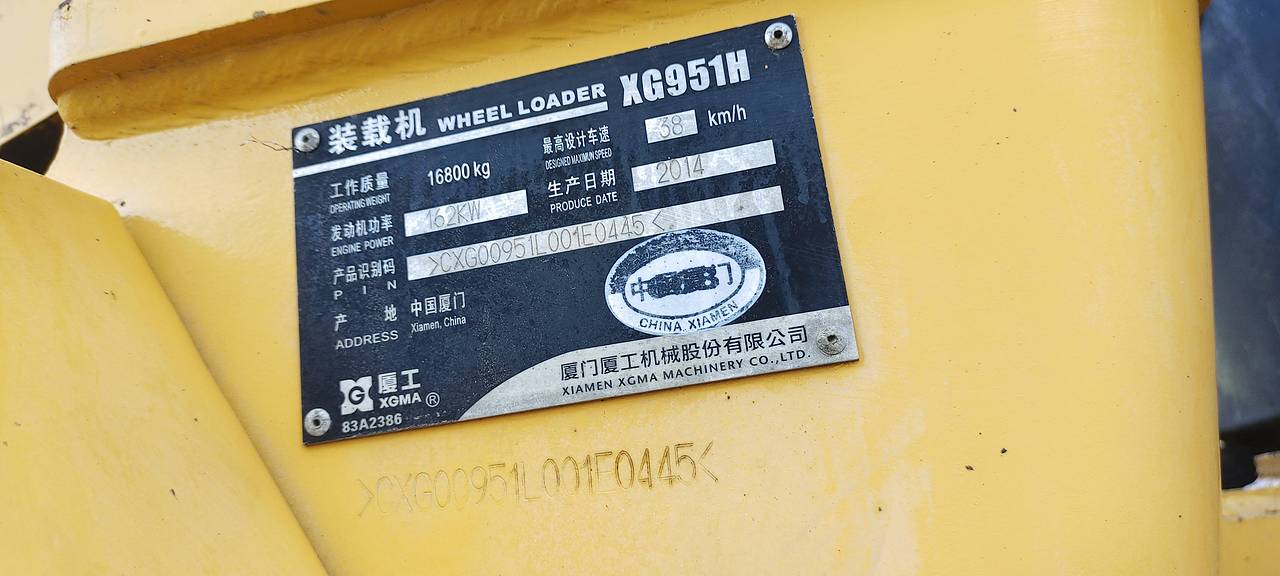 装载机 WHEEL LOADER XG951H
工作质量 16800 kg 最高设计车速 38 km/h
OPERATING WEIGHT DESIGNED MAXIMUN SPEED
发动机功率 162KW 生产日期 2014
ENGINE POWER PRODUCE DATE
产品识别码 >CXG00951L001E0445<
PIN
产地 中国厦门
ADDRESS Xiamen, China
CHINA XIAMEN
厦工
XGMA ®
83A2386
厦门厦工机械股份有限公司
XIAMEN XGMA MACHINERY CO.,LTD.
>CXG00951L001E0445<